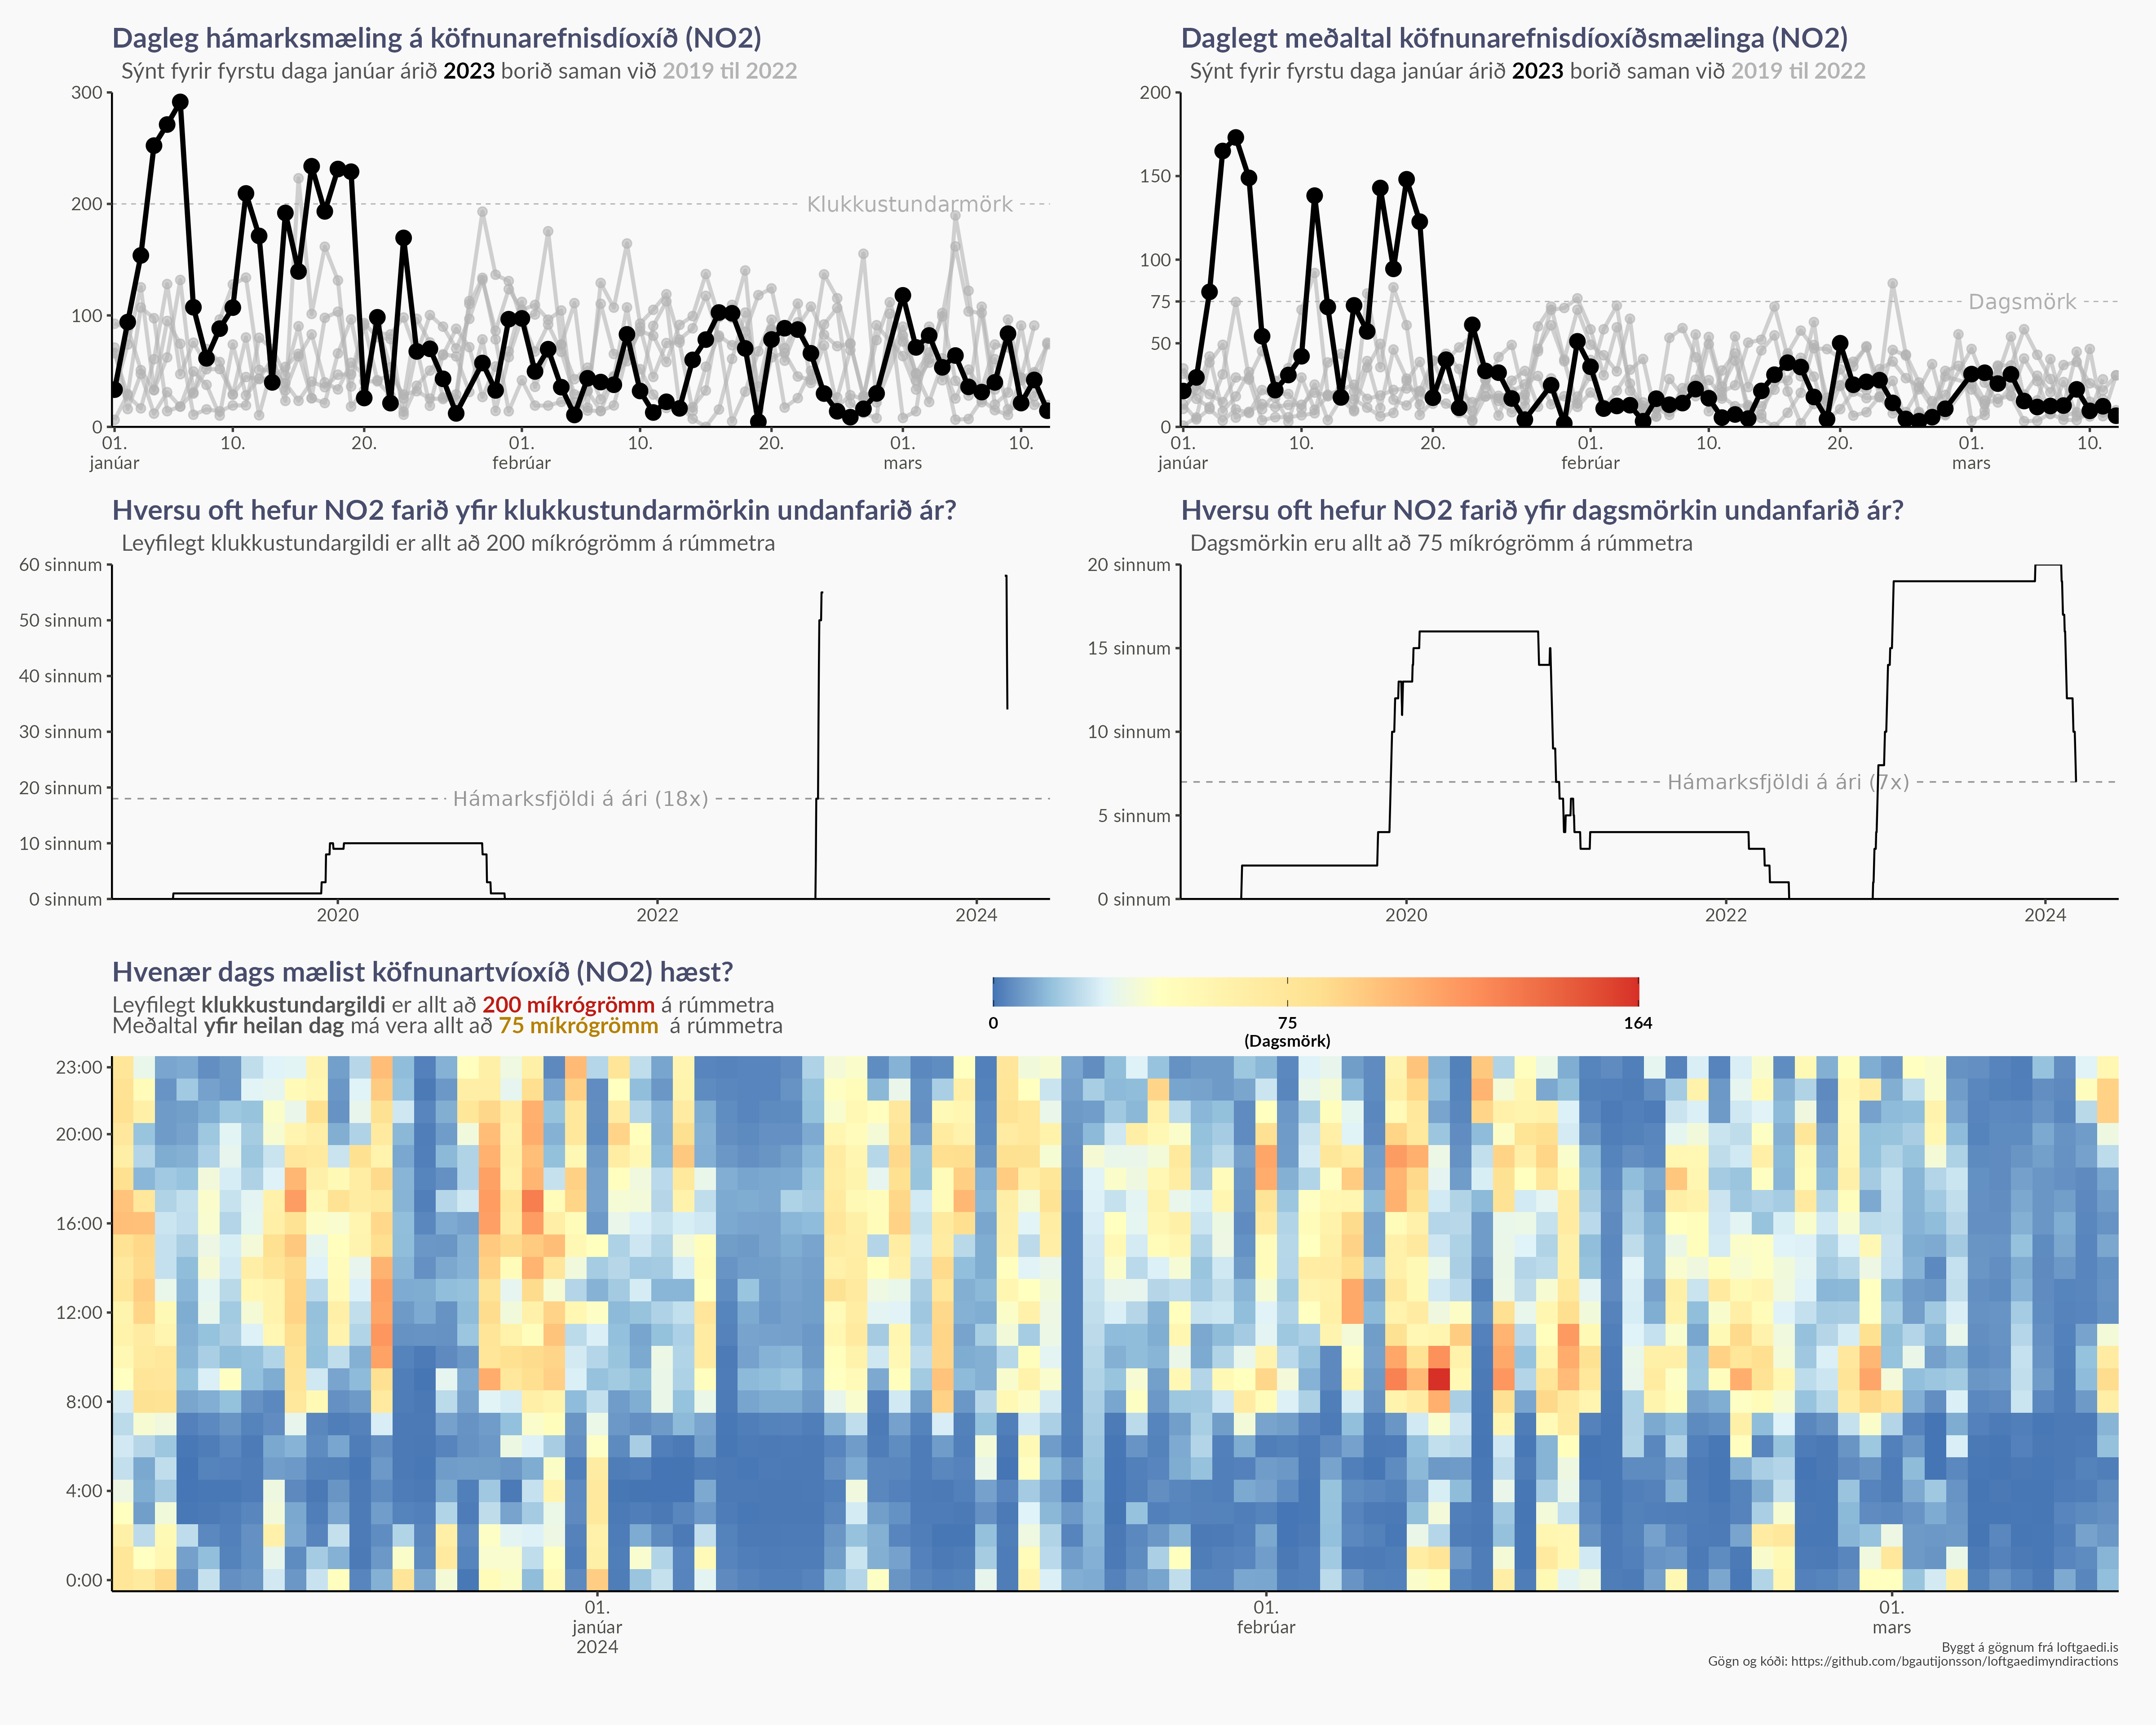 Dagleg hámarksmæling á köfnunarefnisdíoxíð (NO2)
Sýnt fyrir fyrstu daga janúar árið 2023 borið saman við 2019 til 2022
300
200
100
0
Klukkustundarmörk
01. 10. 20. 01. 10. 20. 01. 10.
janúar febrúar mars
Daglegt meðaltal köfnunarefnisdíoxíðsmælinga (NO2)
Sýnt fyrir fyrstu daga janúar árið 2023 borið saman við 2019 til 2022
200
150
100
75
50
0
Dagsmörk
01. 10. 20. 01. 10. 20. 01. 10.
janúar febrúar mars
Hversu oft hefur NO2 farið yfir klukkustundarmörkin undanfarið ár?
Leyfilegt klukkustundargildi er allt að 200 míkrógrömm á rúmmetra
60 sinnum
50 sinnum
40 sinnum
30 sinnum
20 sinnum
10 sinnum
0 sinnum
Hámarksfjöldi á ári (18x)
2020 2022 2024
Hversu oft hefur NO2 farið yfir dagsmörkin undanfarið ár?
Dagsmörkin eru allt að 75 míkrógrömm á rúmmetra
20 sinnum
15 sinnum
10 sinnum
5 sinnum
0 sinnum
Hámarksfjöldi á ári (7x)
2020 2022 2024
Hvenær dags mælist köfnunartvíoxíð (NO2) hæst?
Leyfilegt klukkustundargildi er allt að 200 míkrógrömm á rúmmetra
Meðaltal yfir heilan dag má vera allt að 75 míkrógrömm á rúmmetra
0 75 164
(Dagsmörk)
23:00
20:00
16:00
12:00
8:00
4:00
0:00
01. 01. 01.
janúar febrúar mars
2024
Byggt á gögnum frá loftgaedi.is
Gögn og kóði: https://github.com/bgautijonsson/loftgaedimyndiractions